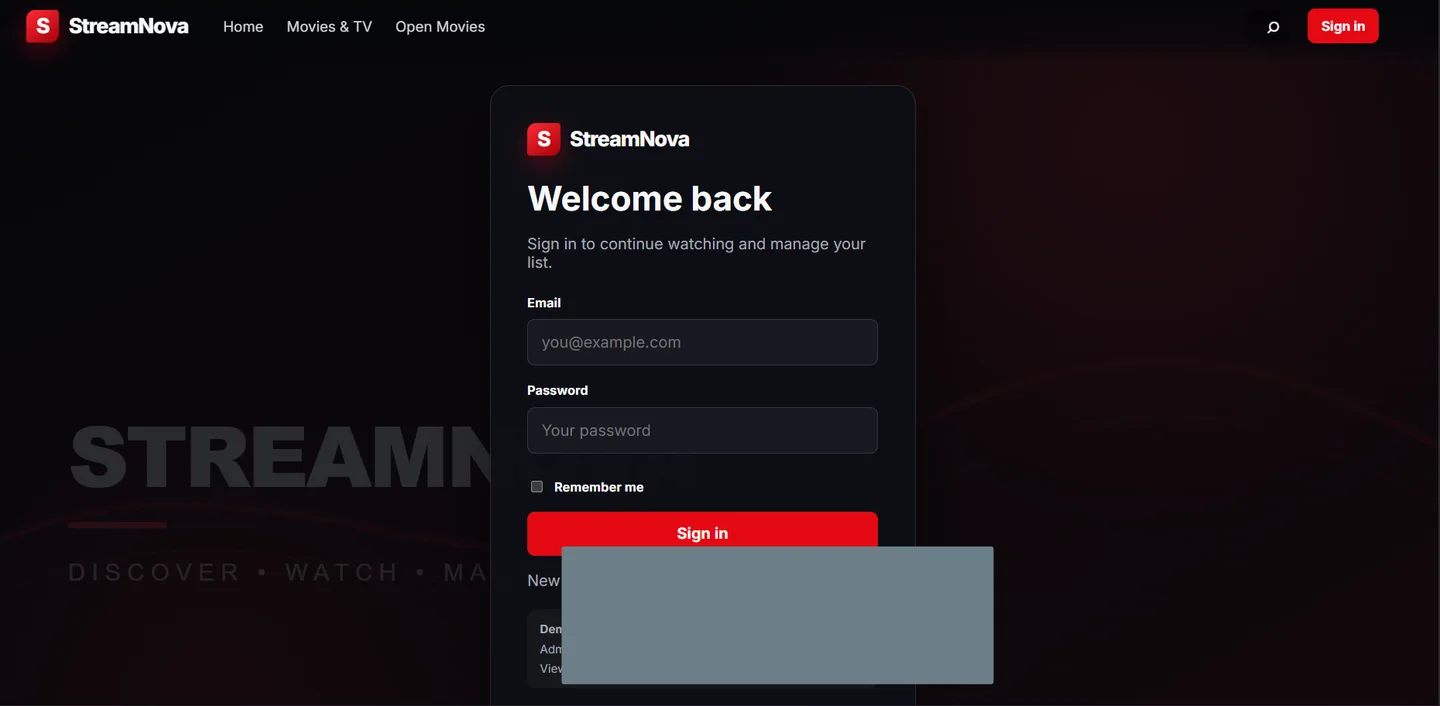 S StreamNova Home Movies & TV Open Movies Sign in
S StreamNova
Welcome back
Sign in to continue watching and manage your
list.
Email
you@example.com
Password
Your password
Remember me
Sign in
New
STREAMN
DISCOVER • WATCH • MA